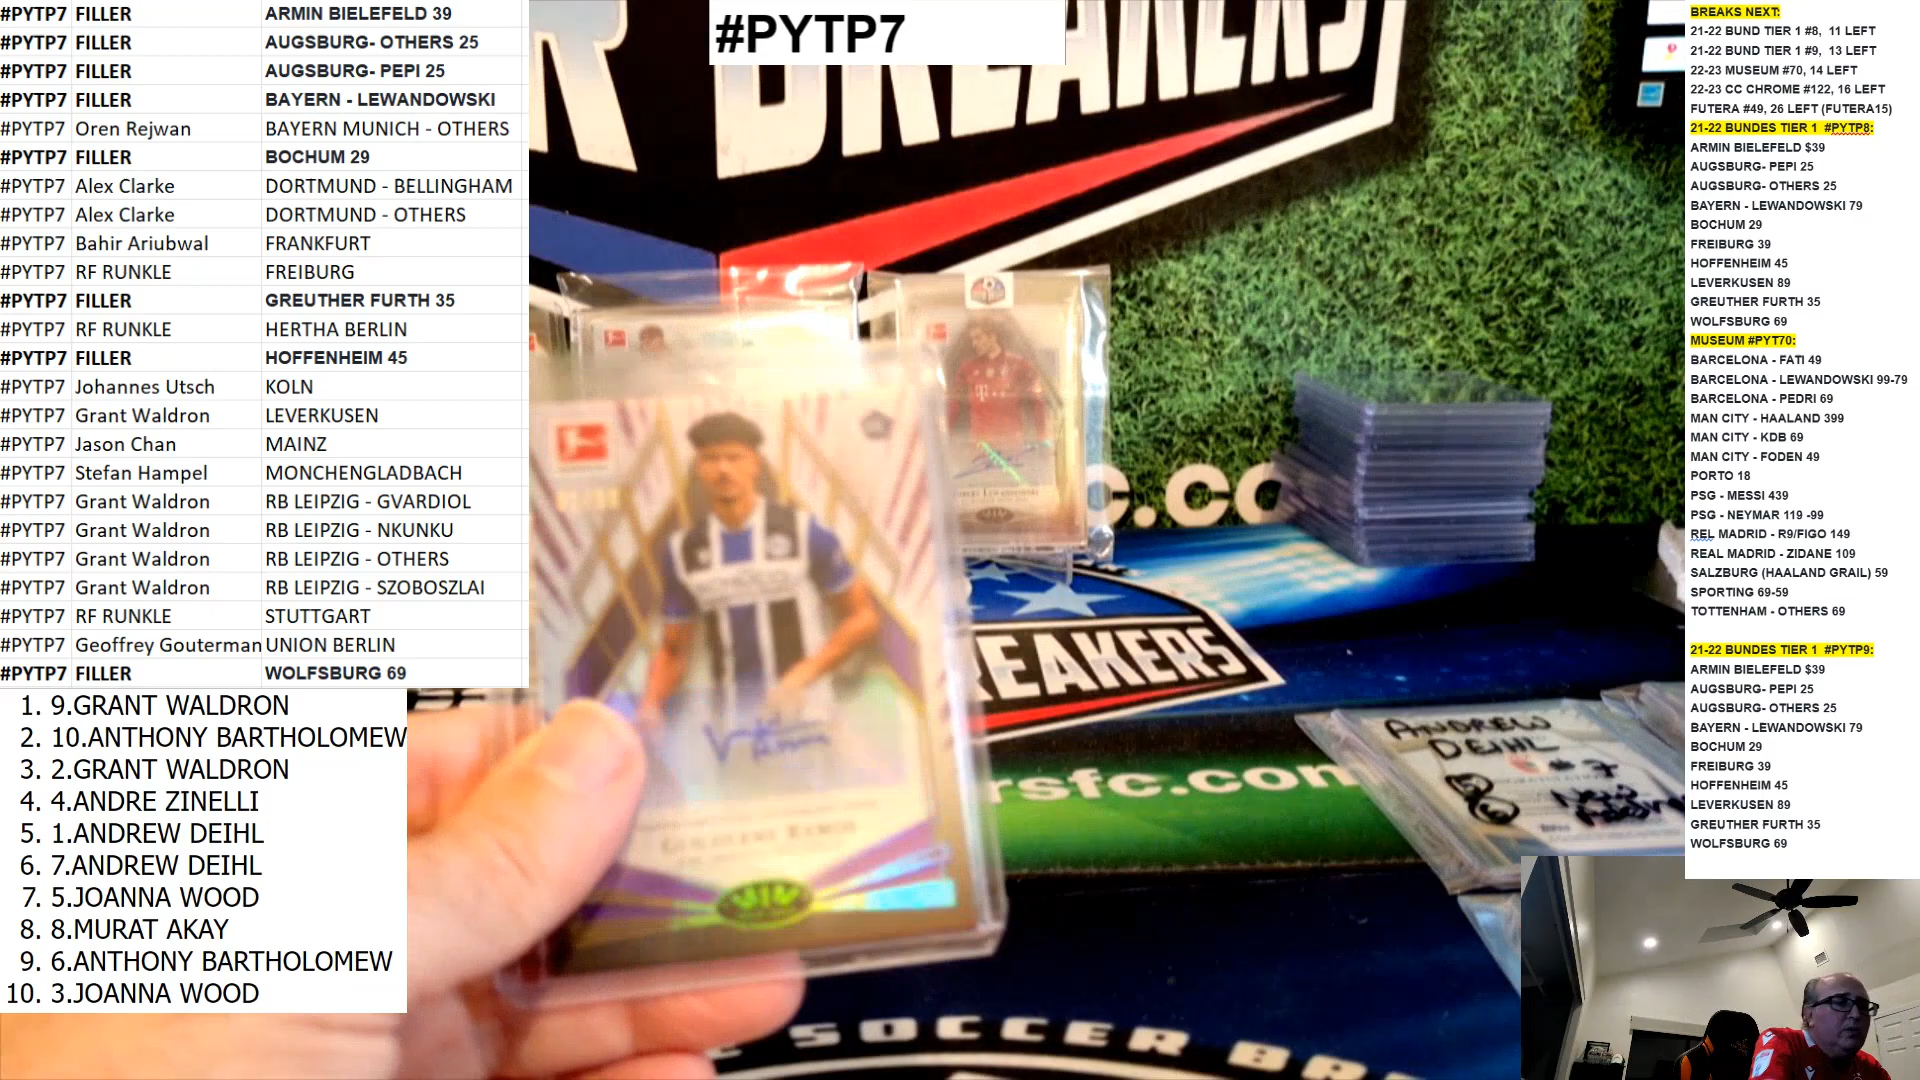 #PYTP7 FILLER ARMIN BIELEFELD 39
#PYTP7 FILLER AUGSBURG- OTHERS 25
#PYTP7 FILLER AUGSBURG- PEPI 25
#PYTP7 FILLER BAYERN - LEWANDOWSKI
#PYTP7 Oren Rejwan BAYERN MUNICH - OTHERS
#PYTP7 FILLER BOCHUM 29
#PYTP7 Alex Clarke DORTMUND - BELLINGHAM
#PYTP7 Alex Clarke DORTMUND - OTHERS
#PYTP7 Bahir Ariubwal FRANKFURT
#PYTP7 RF RUNKLE FREIBURG
#PYTP7 FILLER GREUTHER FURTH 35
#PYTP7 RF RUNKLE HERTHA BERLIN
#PYTP7 FILLER HOFFENHEIM 45
#PYTP7 Johannes Utsch KOLN
#PYTP7 Grant Waldron LEVERKUSEN
#PYTP7 Jason Chan MAINZ
#PYTP7 Stefan Hampel MONCHENGLADBACH
#PYTP7 Grant Waldron RB LEIPZIG - GVARDIOL
#PYTP7 Grant Waldron RB LEIPZIG - NKUNKU
#PYTP7 Grant Waldron RB LEIPZIG - OTHERS
#PYTP7 Grant Waldron RB LEIPZIG - SZOBOSZLAI
#PYTP7 RF RUNKLE STUTTGART
#PYTP7 Geoffrey Gouterman UNION BERLIN
#PYTP7 FILLER WOLFSBURG 69
1. 9.GRANT WALDRON
2. 10.ANTHONY BARTHOLOMEW
3. 2.GRANT WALDRON
4. 4.ANDRE ZINELLI
5. 1.ANDREW DEIHL
6. 7.ANDREW DEIHL
7. 5.JOANNA WOOD
8. 8.MURAT AKAY
9. 6.ANTHONY BARTHOLOMEW
10. 3.JOANNA WOOD
#PYTP7
R BREAKERS
c.co
REAKERS
rsfc.com
ANDREW
DEIHL
#7
E SOCCER BRE
BREAKS NEXT:
21-22 BUND TIER 1 #8, 11 LEFT
21-22 BUND TIER 1 #9, 13 LEFT
22-23 MUSEUM #70, 14 LEFT
22-23 CC CHROME #122, 16 LEFT
FUTERA #49, 26 LEFT (FUTERA15)
21-22 BUNDES TIER 1 #PYTP8:
ARMIN BIELEFELD $39
AUGSBURG- PEPI 25
AUGSBURG- OTHERS 25
BAYERN - LEWANDOWSKI 79
BOCHUM 29
FREIBURG 39
HOFFENHEIM 45
LEVERKUSEN 89
GREUTHER FURTH 35
WOLFSBURG 69
MUSEUM #PYT70:
BARCELONA - FATI 49
BARCELONA - LEWANDOWSKI 99-79
BARCELONA - PEDRI 69
MAN CITY - HAALAND 399
MAN CITY - KDB 69
MAN CITY - FODEN 49
PORTO 18
PSG - MESSI 439
PSG - NEYMAR 119 -99
REL MADRID - R9/FIGO 149
REAL MADRID - ZIDANE 109
SALZBURG (HAALAND GRAIL) 59
SPORTING 69-59
TOTTENHAM - OTHERS 69
21-22 BUNDES TIER 1 #PYTP9:
ARMIN BIELEFELD $39
AUGSBURG- PEPI 25
AUGSBURG- OTHERS 25
BAYERN - LEWANDOWSKI 79
BOCHUM 29
FREIBURG 39
HOFFENHEIM 45
LEVERKUSEN 89
GREUTHER FURTH 35
WOLFSBURG 69